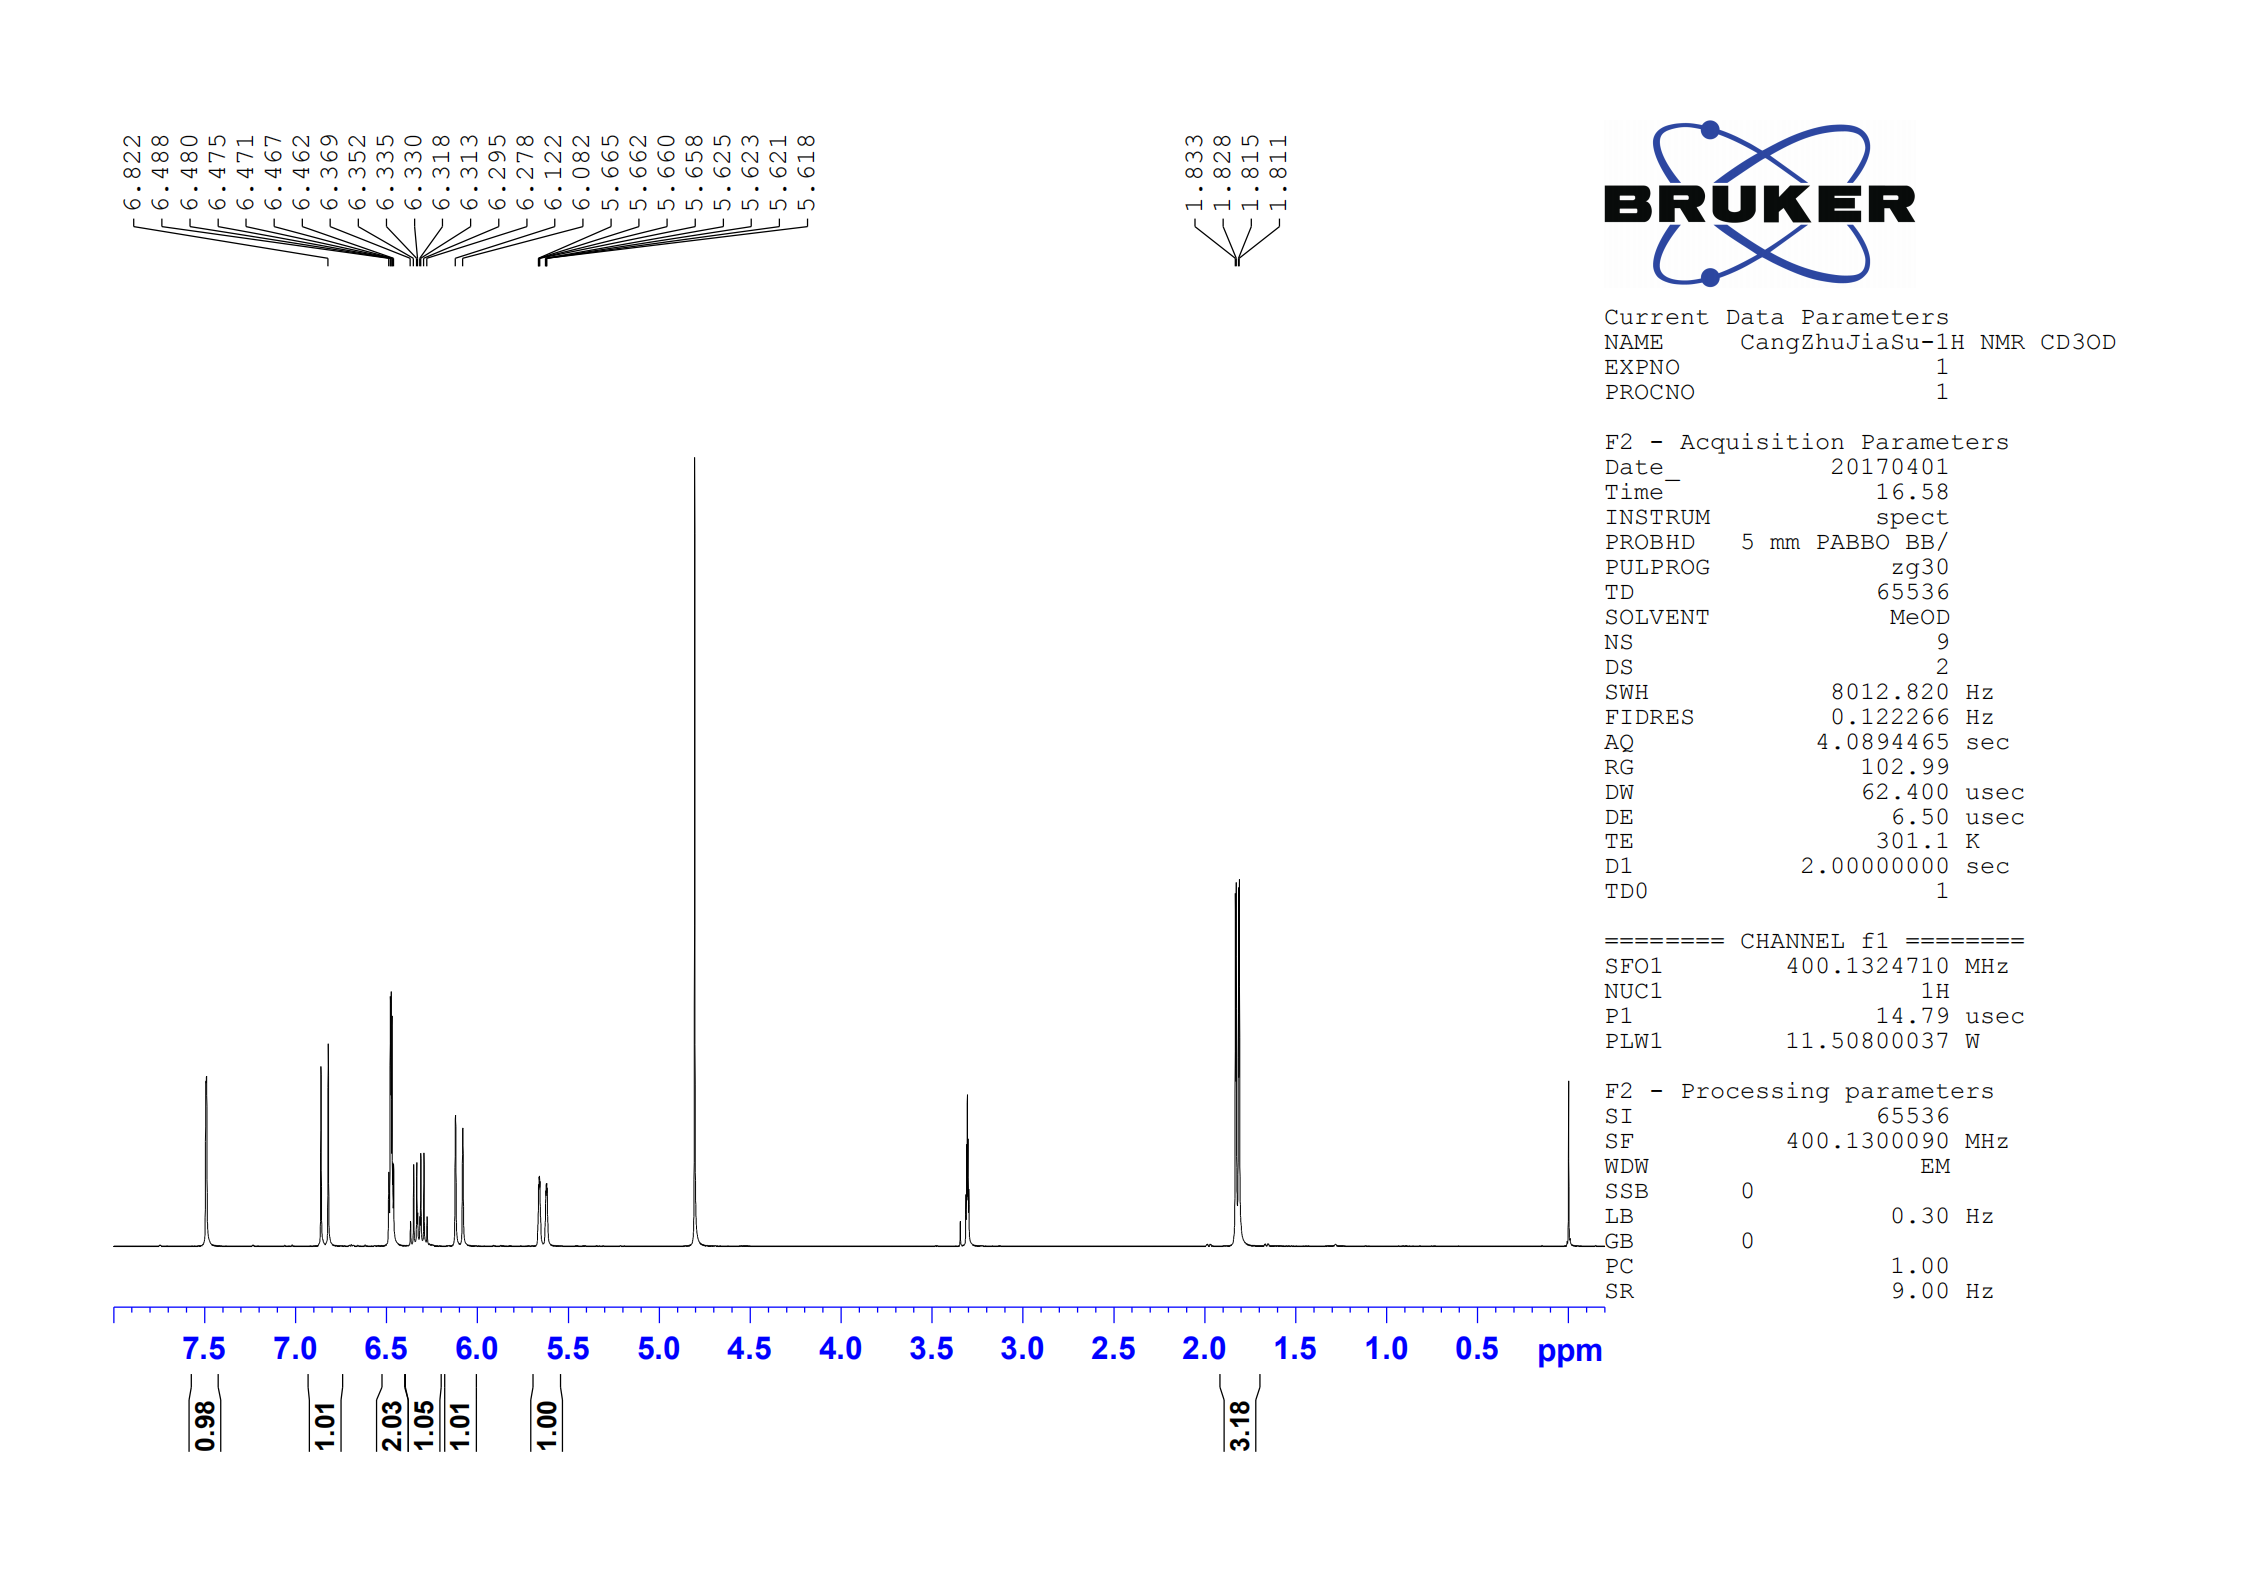 6.822
6.488
6.480
6.475
6.471
6.467
6.462
6.369
6.352
6.335
6.330
6.318
6.313
6.295
6.278
6.122
6.082
5.665
5.662
5.660
5.658
5.625
5.623
5.621
5.618
1.833
1.828
1.815
1.811
BRUKER
Current Data Parameters
NAME CangZhuJiaSu-1H NMR CD3OD
EXPNO 1
PROCNO 1
F2 - Acquisition Parameters
Date_ 20170401
Time 16.58
INSTRUM spect
PROBHD 5 mm PABBO BB/
PULPROG zg30
TD 65536
SOLVENT MeOD
NS 9
DS 2
SWH 8012.820 Hz
FIDRES 0.122266 Hz
AQ 4.0894465 sec
RG 102.99
DW 62.400 usec
DE 6.50 usec
TE 301.1 K
D1 2.00000000 sec
TD0 1
======== CHANNEL f1 ========
SFO1 400.1324710 MHz
NUC1 1H
P1 14.79 usec
PLW1 11.50800037 W
F2 - Processing parameters
SI 65536
SF 400.1300090 MHz
WDW EM
SSB 0
LB 0.30 Hz
GB 0
PC 1.00
SR 9.00 Hz
7.5 7.0 6.5 6.0 5.5 5.0 4.5 4.0 3.5 3.0 2.5 2.0 1.5 1.0 0.5 ppm
0.98
1.01
2.03
1.05
1.01
1.00
3.18